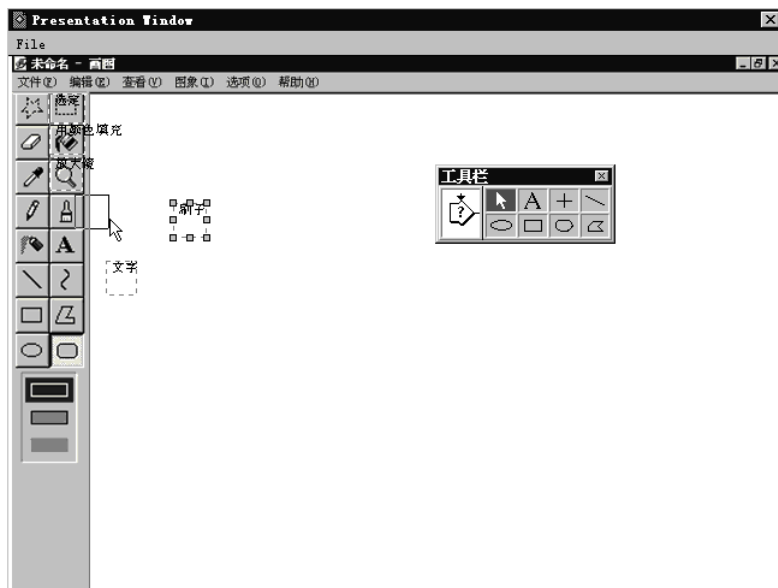 Presentation Window
File
未命名 - 画图
文件(F) 编辑(E) 查看(V) 图象(I) 选项(O) 帮助(H)
选定
用颜色填充
放大镜
刷子
工具栏
A
?
A
文字